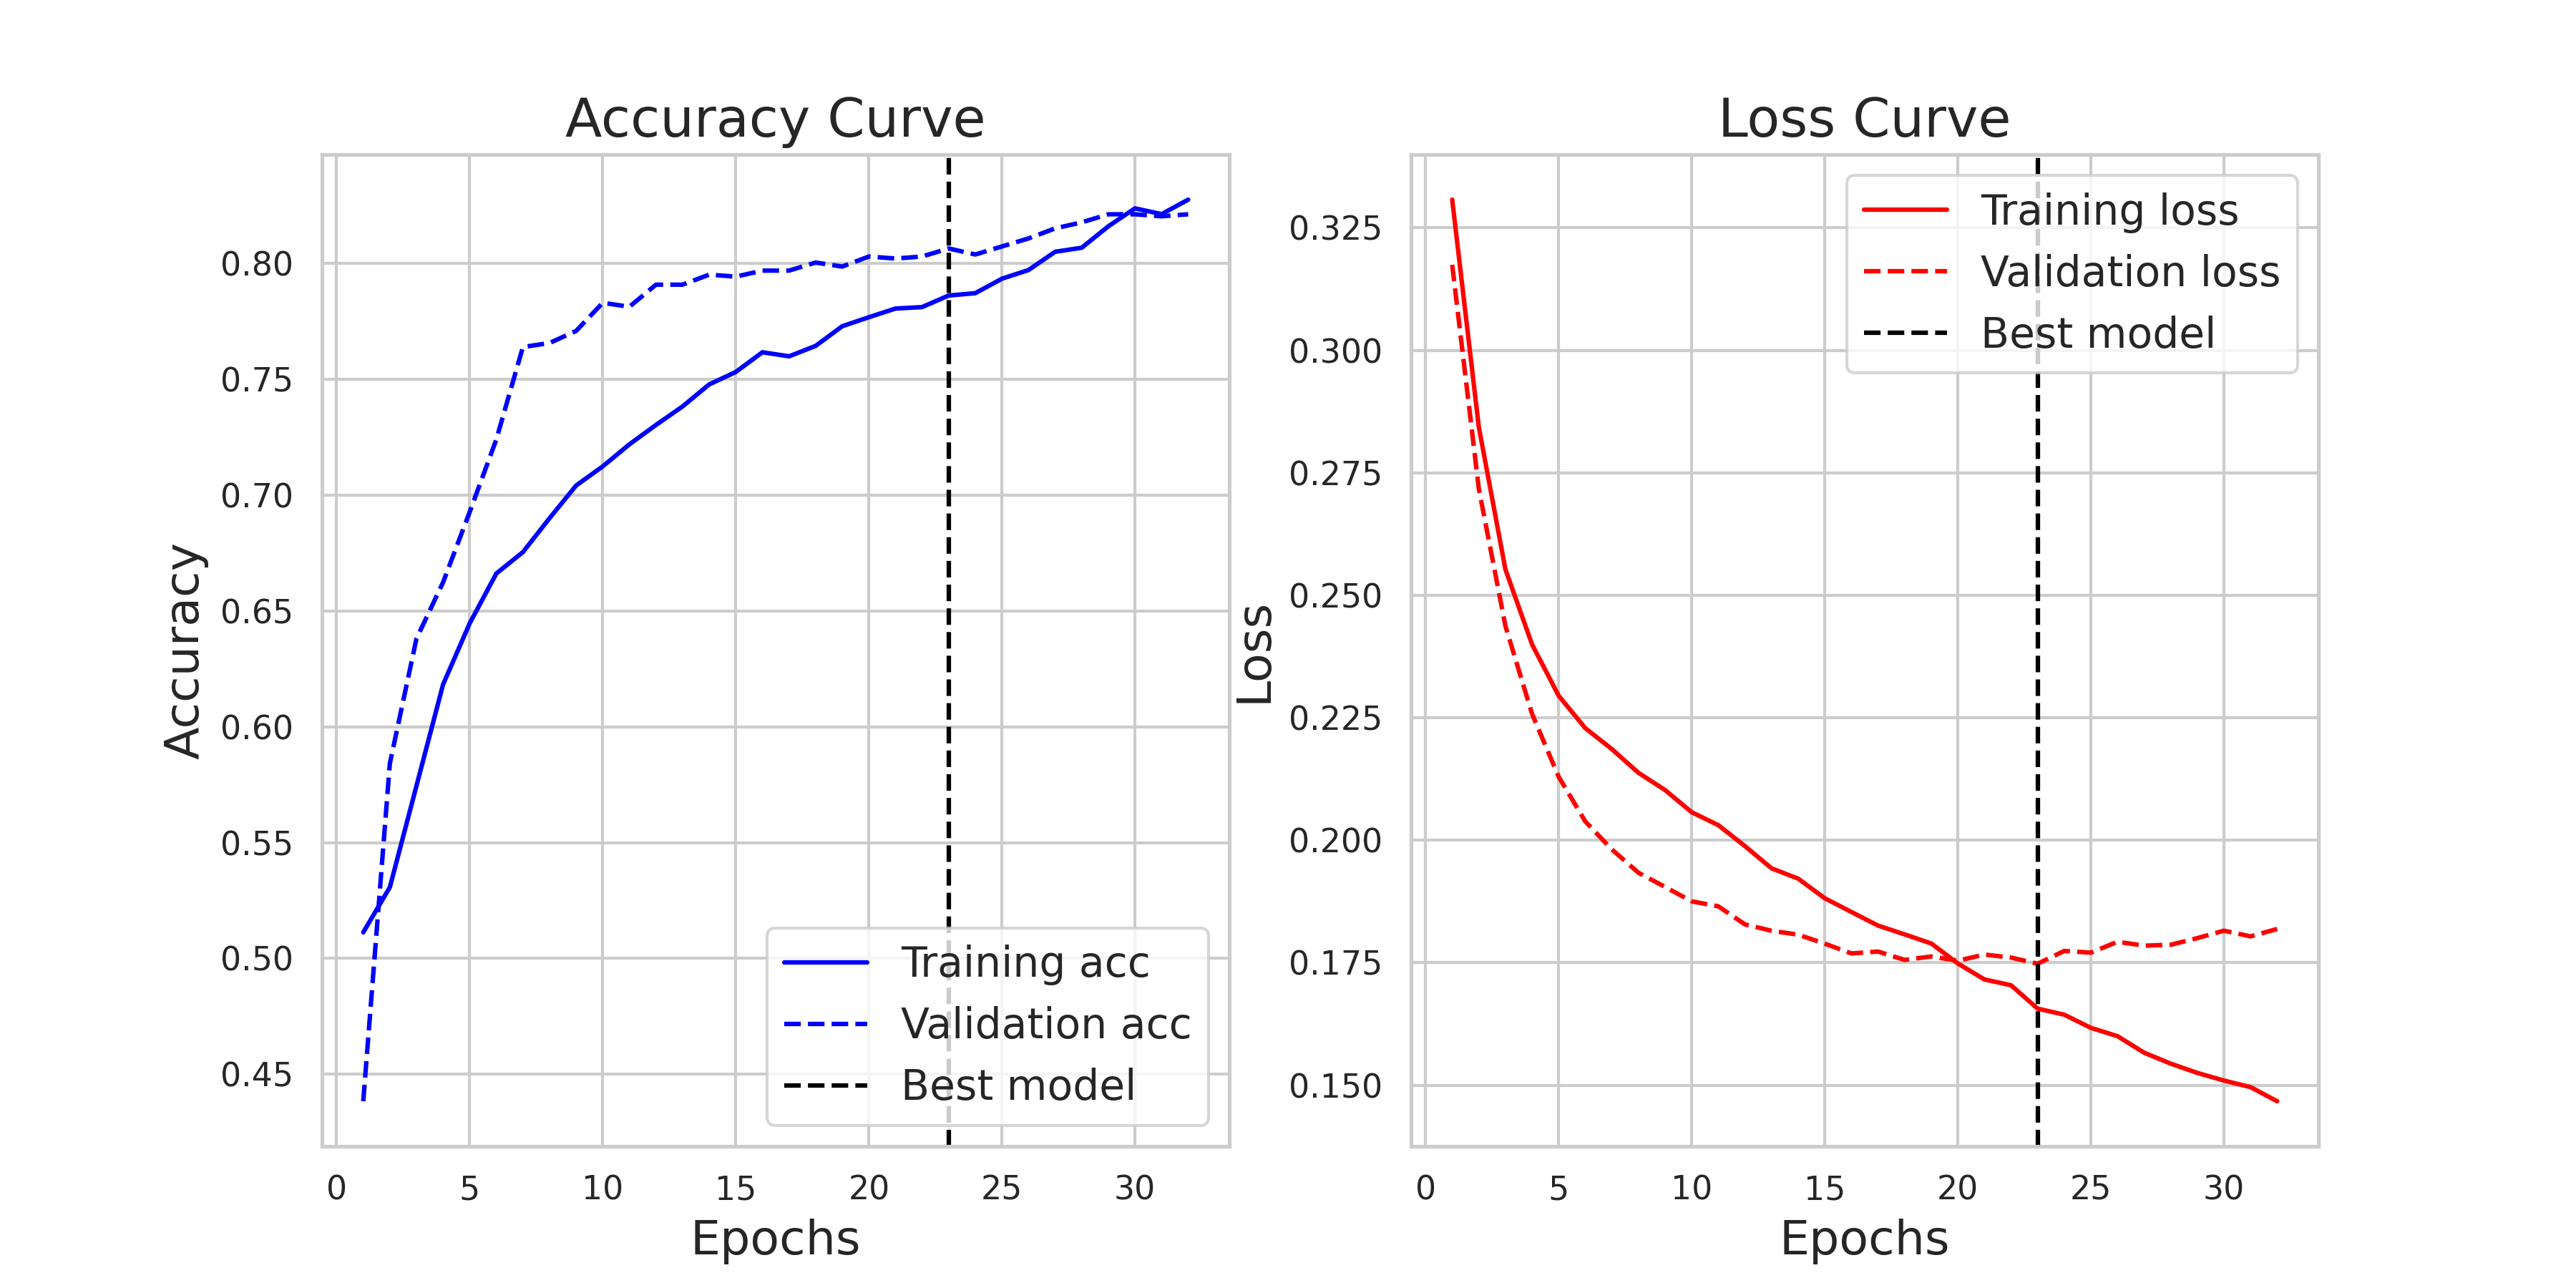 Accuracy Curve
Accuracy
0.80
0.75
0.70
0.65
0.60
0.55
0.50
0.45
Training acc
Validation acc
Best model
0 5 10 15 20 25 30
Epochs
Loss Curve
Loss
0.325
0.300
0.275
0.250
0.225
0.200
0.175
0.150
Training loss
Validation loss
Best model
0 5 10 15 20 25 30
Epochs